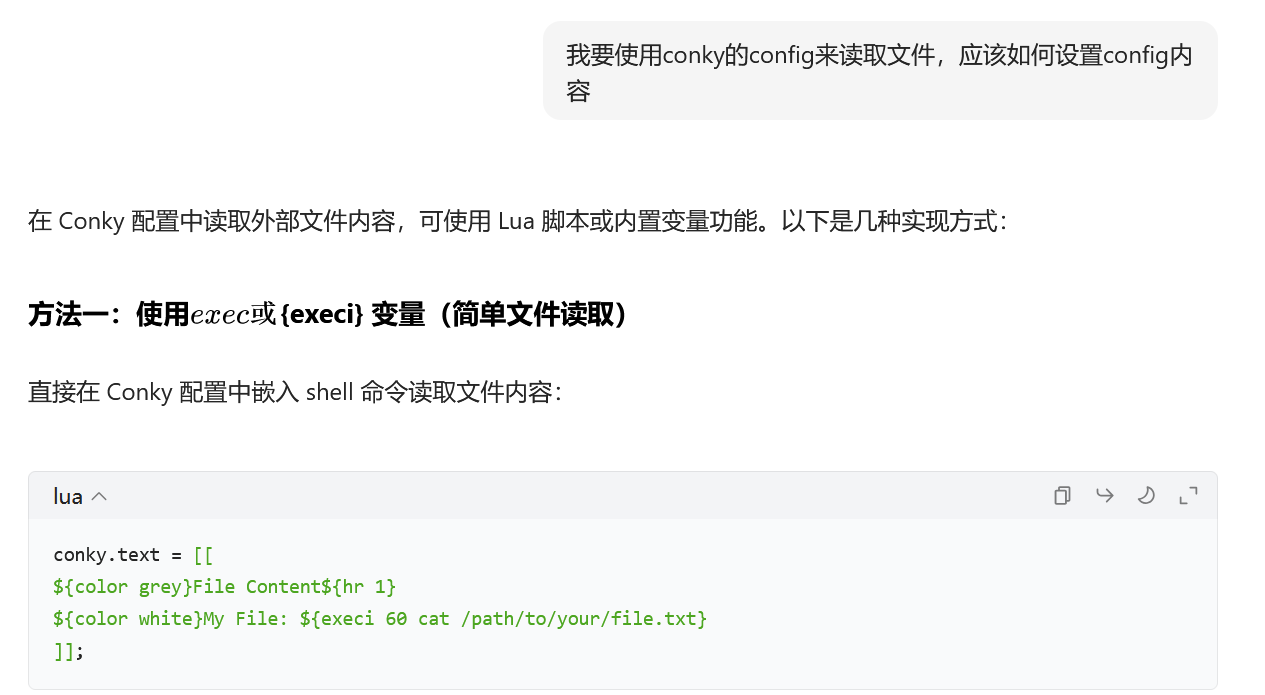 我要使用conky的config来读取文件，应该如何设置config内
容
在 Conky 配置中读取外部文件内容，可使用 Lua 脚本或内置变量功能。以下是几种实现方式：
方法一：使用exec或{execi} 变量（简单文件读取）
直接在 Conky 配置中嵌入 shell 命令读取文件内容：
lua
conky.text = [[
${color grey}File Content${hr 1}
${color white}My File: ${execi 60 cat /path/to/your/file.txt}
]];